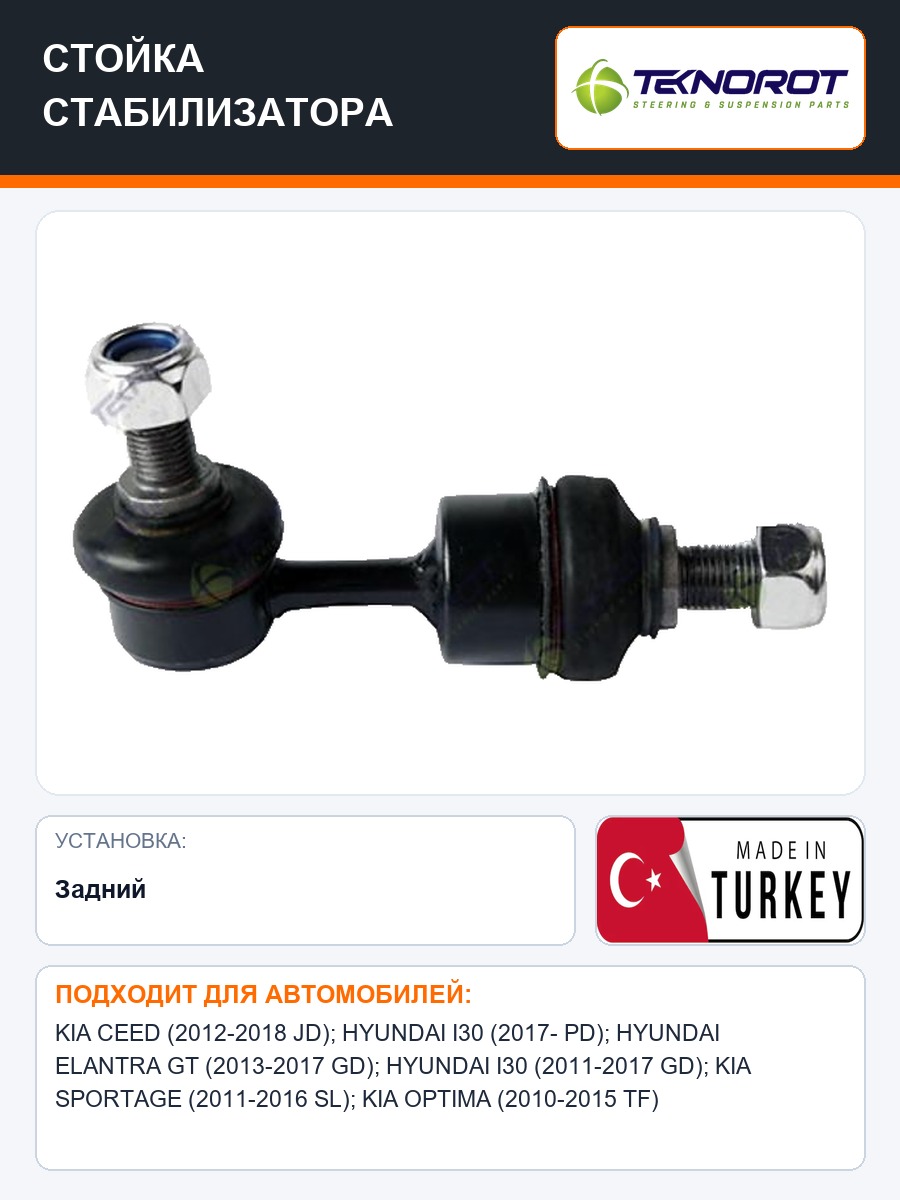 СТОЙКА
СТАБИЛИЗАТОРА
TEKNOROT
STEERING & SUSPENSION PARTS
УСТАНОВКА:
Задний
MADE IN
TURKEY
ПОДХОДИТ ДЛЯ АВТОМОБИЛЕЙ:
KIA CEED (2012-2018 JD); HYUNDAI I30 (2017- PD); HYUNDAI
ELANTRA GT (2013-2017 GD); HYUNDAI I30 (2011-2017 GD); KIA
SPORTAGE (2011-2016 SL); KIA OPTIMA (2010-2015 TF)